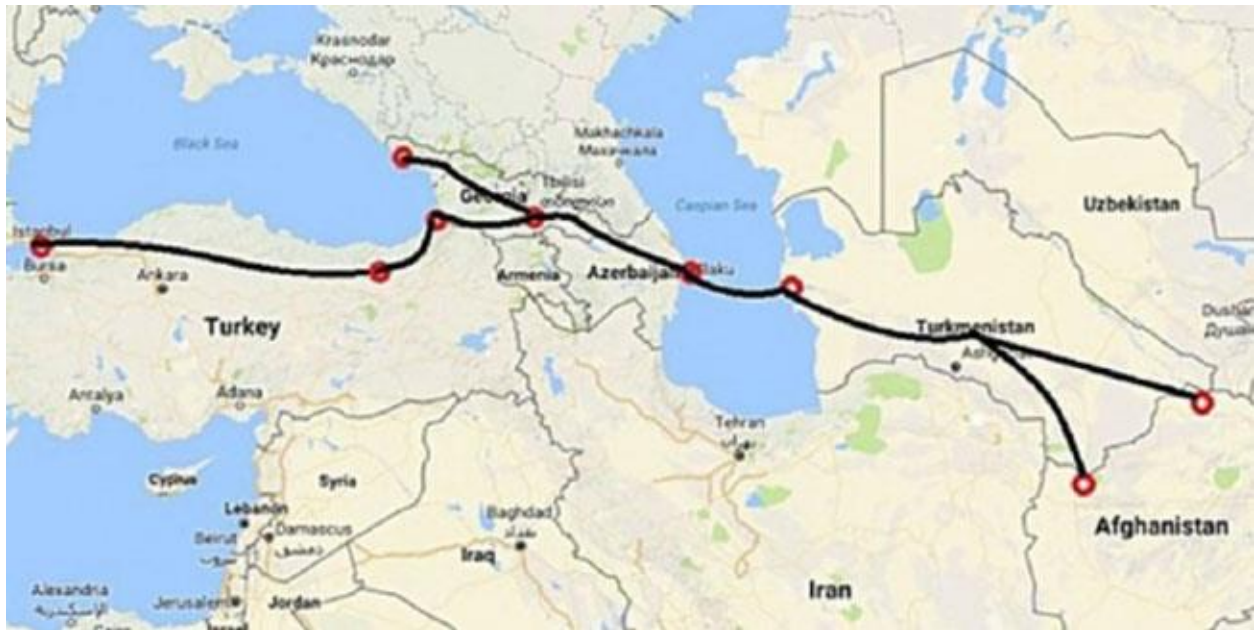 Krasnodar
Краснодар
Black Sea
Makhachkala
Махачкала
Georgia
Tbilisi
Caspian Sea
Uzbekistan
Istanbul
Bursa
Ankara
Armenia
Azerbaijan
Baku
Turkey
Turkmenistan
Antalya
Adana
Tehran
تهران
Cyprus
Syria
Lebanon
Beirut
بيروت
Damascus
دمشق
Baghdad
بغداد
Iraq
Afghanistan
Iran
Alexandria
الإسكندرية
Jerusalem
Jordan